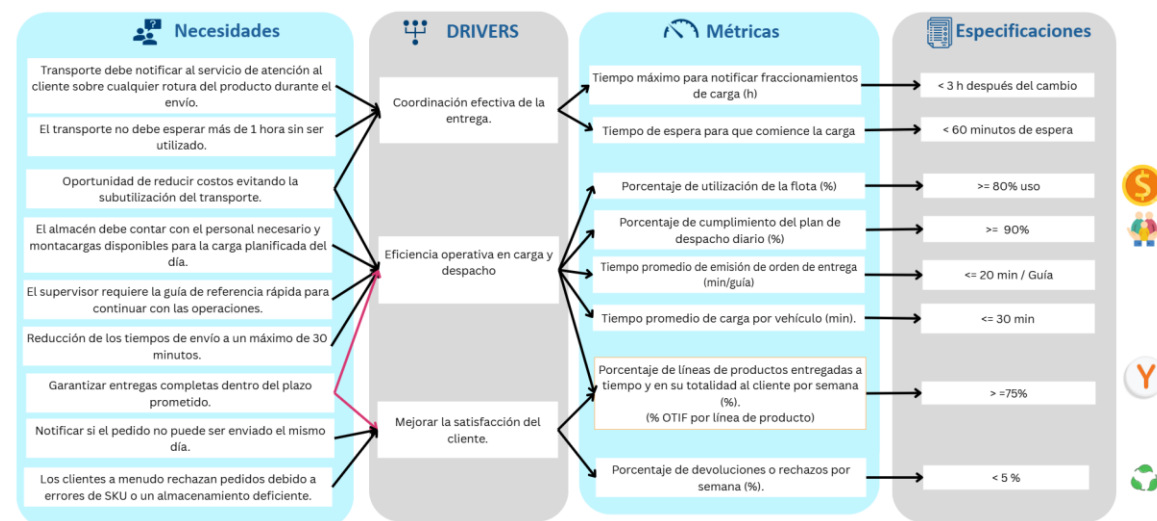 Necesidades
Transporte debe notificar al servicio de atención al
cliente sobre cualquier rotura del producto durante el
envío.
El transporte no debe esperar más de 1 hora sin ser
utilizado.
Oportunidad de reducir costos evitando la
subutilización del transporte.
El almacén debe contar con el personal necesario y
montacargas disponibles para la carga planificada del
día.
El supervisor requiere la guía de referencia rápida para
continuar con las operaciones.
Reducción de los tiempos de envío a un máximo de 30
minutos.
Garantizar entregas completas dentro del plazo
prometido.
Notificar si el pedido no puede ser enviado el mismo
día.
Los clientes a menudo rechazan pedidos debido a
errores de SKU o un almacenamiento deficiente.
DRIVERS
Coordinación efectiva de la
entrega.
Eficiencia operativa en carga y
despacho
Mejorar la satisfacción del
cliente.
Métricas
Tiempo máximo para notificar fraccionamientos
de carga (h)
Tiempo de espera para que comience la carga
Porcentaje de utilización de la flota (%)
Porcentaje de cumplimiento del plan de
despacho diario (%)
Tiempo promedio de emisión de orden de entrega
(min/guía)
Tiempo promedio de carga por vehículo (min).
Porcentaje de líneas de productos entregadas a
tiempo y en su totalidad al cliente por semana
(%).
(% OTIF por línea de producto)
Porcentaje de devoluciones o rechazos por
semana (%).
Especificaciones
< 3 h después del cambio
< 60 minutos de espera
>= 80% uso
>= 90%
<= 20 min / Guía
<= 30 min
> =75%
< 5 %
$
Y